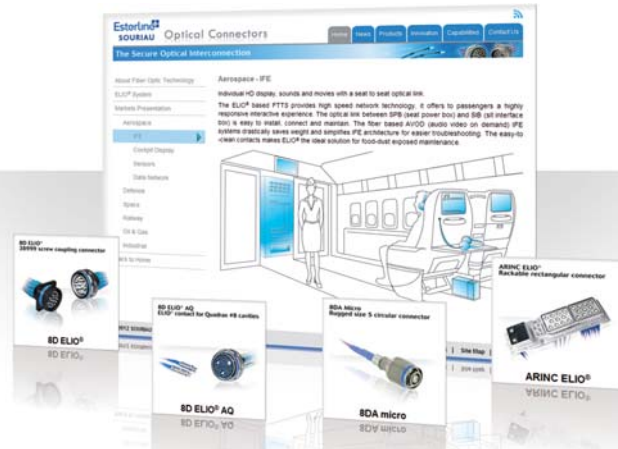 Esterline
SOURIAU
Optical Connectors
Home
News
Products
Innovation
Capabilities
Contact Us
The Secure Optical Interconnection
About Fiber Optic Technology
ELIO® System
Markets Presentation
Aerospace
IFE
Cockpit Display
Sensors
Data Network
Defense
Space
Railway
Oil & Gas
Industrial
Back to Home
Aerospace - IFE
Individual HD display, sounds and movies with a seat to seat optical link.
The ELIO® based FTTS provides high speed network technology, it offers to passengers a highly
responsive interactive experience. The optical link between SPB (seat power box) and SIB (sit interface
box) is easy to install, connect and maintain. The fiber based AVOD (audio video on demand) IFE
systems drastically saves weight and simplifies IFE architecture for easier troubleshooting. The easy-to
-clean contacts makes ELIO® the ideal solution for food-dust exposed maintenance.
8D ELIO®
38999 screw coupling connector
8D ELIO®
8D ELIO® AQ
ELIO® contact for Quadrax #8 cavities
8D ELIO® AQ
8DA Micro
Rugged size 5 circular connector
8DA micro
ARINC ELIO®
Rackable rectangular connector
ARINC ELIO®
Site Map